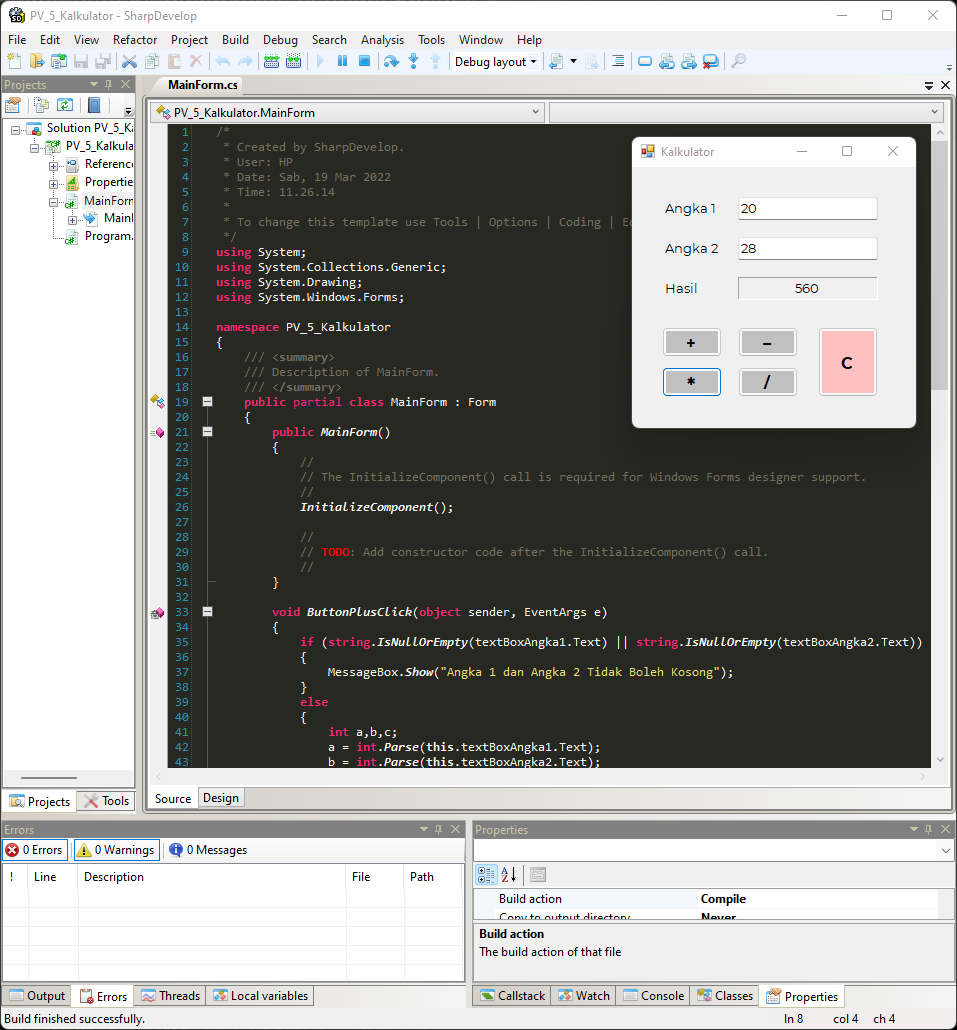 PV_5_Kalkulator - SharpDevelop
File Edit View Refactor Project Build Debug Search Analysis Tools Window Help
Debug layout
Projects
Solution PV_5_Ka
PV_5_Kalkula
Reference
Propertie
MainForm
MainI
Program.
Projects Tools
MainForm.cs
PV_5_Kalkulator.MainForm
1 /*
2 * Created by SharpDevelop.
3 * User: HP
4 * Date: Sab, 19 Mar 2022
5 * Time: 11.26.14
6 *
7 * To change this template use Tools | Options | Coding | Ed
8 */
9 using System;
10 using System.Collections.Generic;
11 using System.Drawing;
12 using System.Windows.Forms;
13
14 namespace PV_5_Kalkulator
15 {
16 /// <summary>
17 /// Description of MainForm.
18 /// </summary>
19 public partial class MainForm : Form
20 {
21 public MainForm()
22 {
23 //
24 // The InitializeComponent() call is required for Windows Forms designer support.
25 //
26 InitializeComponent();
27
28 //
29 // TODO: Add constructor code after the InitializeComponent() call.
30 //
31 }
32
33 void ButtonPlusClick(object sender, EventArgs e)
34 {
35 if (string.IsNullOrEmpty(textBoxAngka1.Text) || string.IsNullOrEmpty(textBoxAngka2.Text))
36 {
37 MessageBox.Show("Angka 1 dan Angka 2 Tidak Boleh Kosong");
38 }
39 else
40 {
41 int a,b,c;
42 a = int.Parse(this.textBoxAngka1.Text);
43 b = int.Parse(this.textBoxAngka2.Text);
Source Design
Kalkulator
Angka 1 20
Angka 2 28
Hasil 560
+ - C
* /
Errors
0 Errors 0 Warnings 0 Messages
! Line Description File Path
Output Errors Threads Local variables
Properties
Build action Compile
Copy to output directory Never
Build action
The build action of that file
Callstack Watch Console Classes Properties
Build finished successfully. ln 8 col 4 ch 4